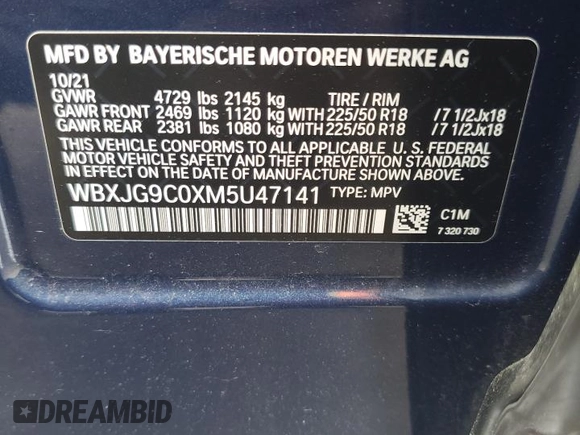 MFD BY BAYERISCHE MOTOREN WERKE AG
10/21
GVWR 4729 lbs 2145 kg TIRE / RIM
GAWR FRONT 2469 lbs 1120 kg WITH 225/50 R18 /7 1/2Jx18
GAWR REAR 2381 lbs 1080 kg WITH 225/50 R18 /7 1/2Jx18
THIS VEHICLE CONFORMS TO ALL APPLICABLE U. S. FEDERAL
MOTOR VEHICLE SAFETY, BUMPER AND THEFT PREVENTION STANDARDS
IN EFFECT ON THE DATE OF MANUFACTURE SHOWN ABOVE.
WBXJG9C0XM5U47141 TYPE: MPV
C1M
7 320 730
DREAMBID